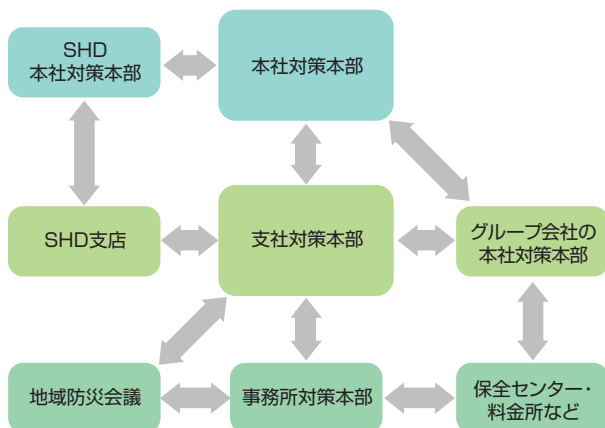 SHD
本社対策本部
本社対策本部
SHD支店
支社対策本部
グループ会社の
本社対策本部
地域防災会議
事務所対策本部
保全センター・
料金所など